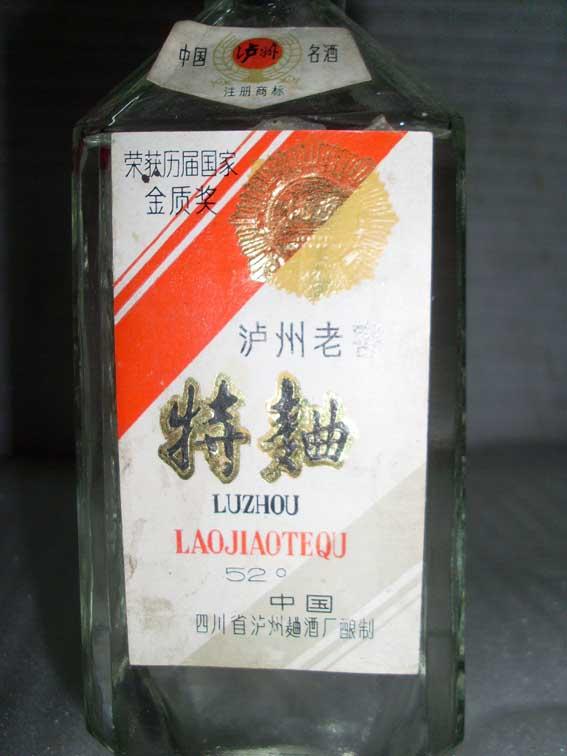 中国 泸州 名酒
注册商标
荣获历届国家
金质奖
泸州老窖
特麯
LUZHOU
LAOJIAOTEQU
52°
中国
四川省泸州麯酒厂酿制